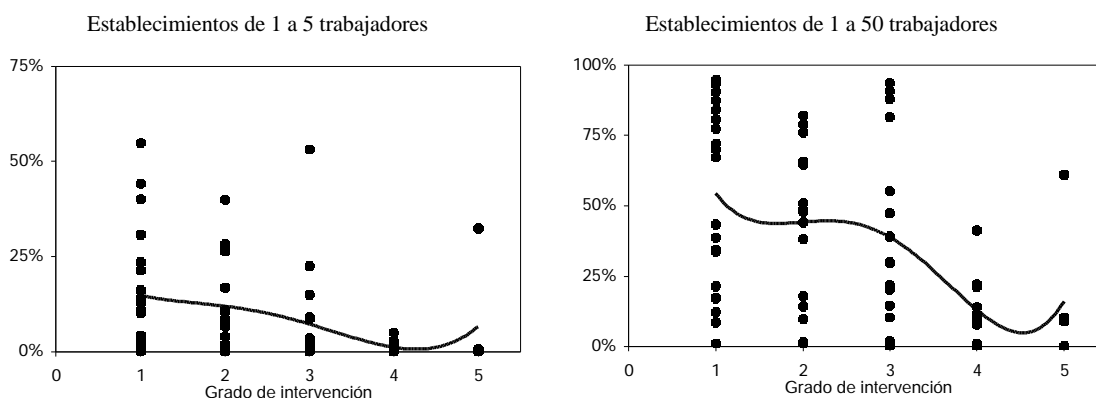 Establecimientos de 1 a 5 trabajadores
75%
50%
25%
0%
0 1 2 3 4 5
Grado de intervención
Establecimientos de 1 a 50 trabajadores
100%
75%
50%
25%
0%
0 1 2 3 4 5
Grado de intervención